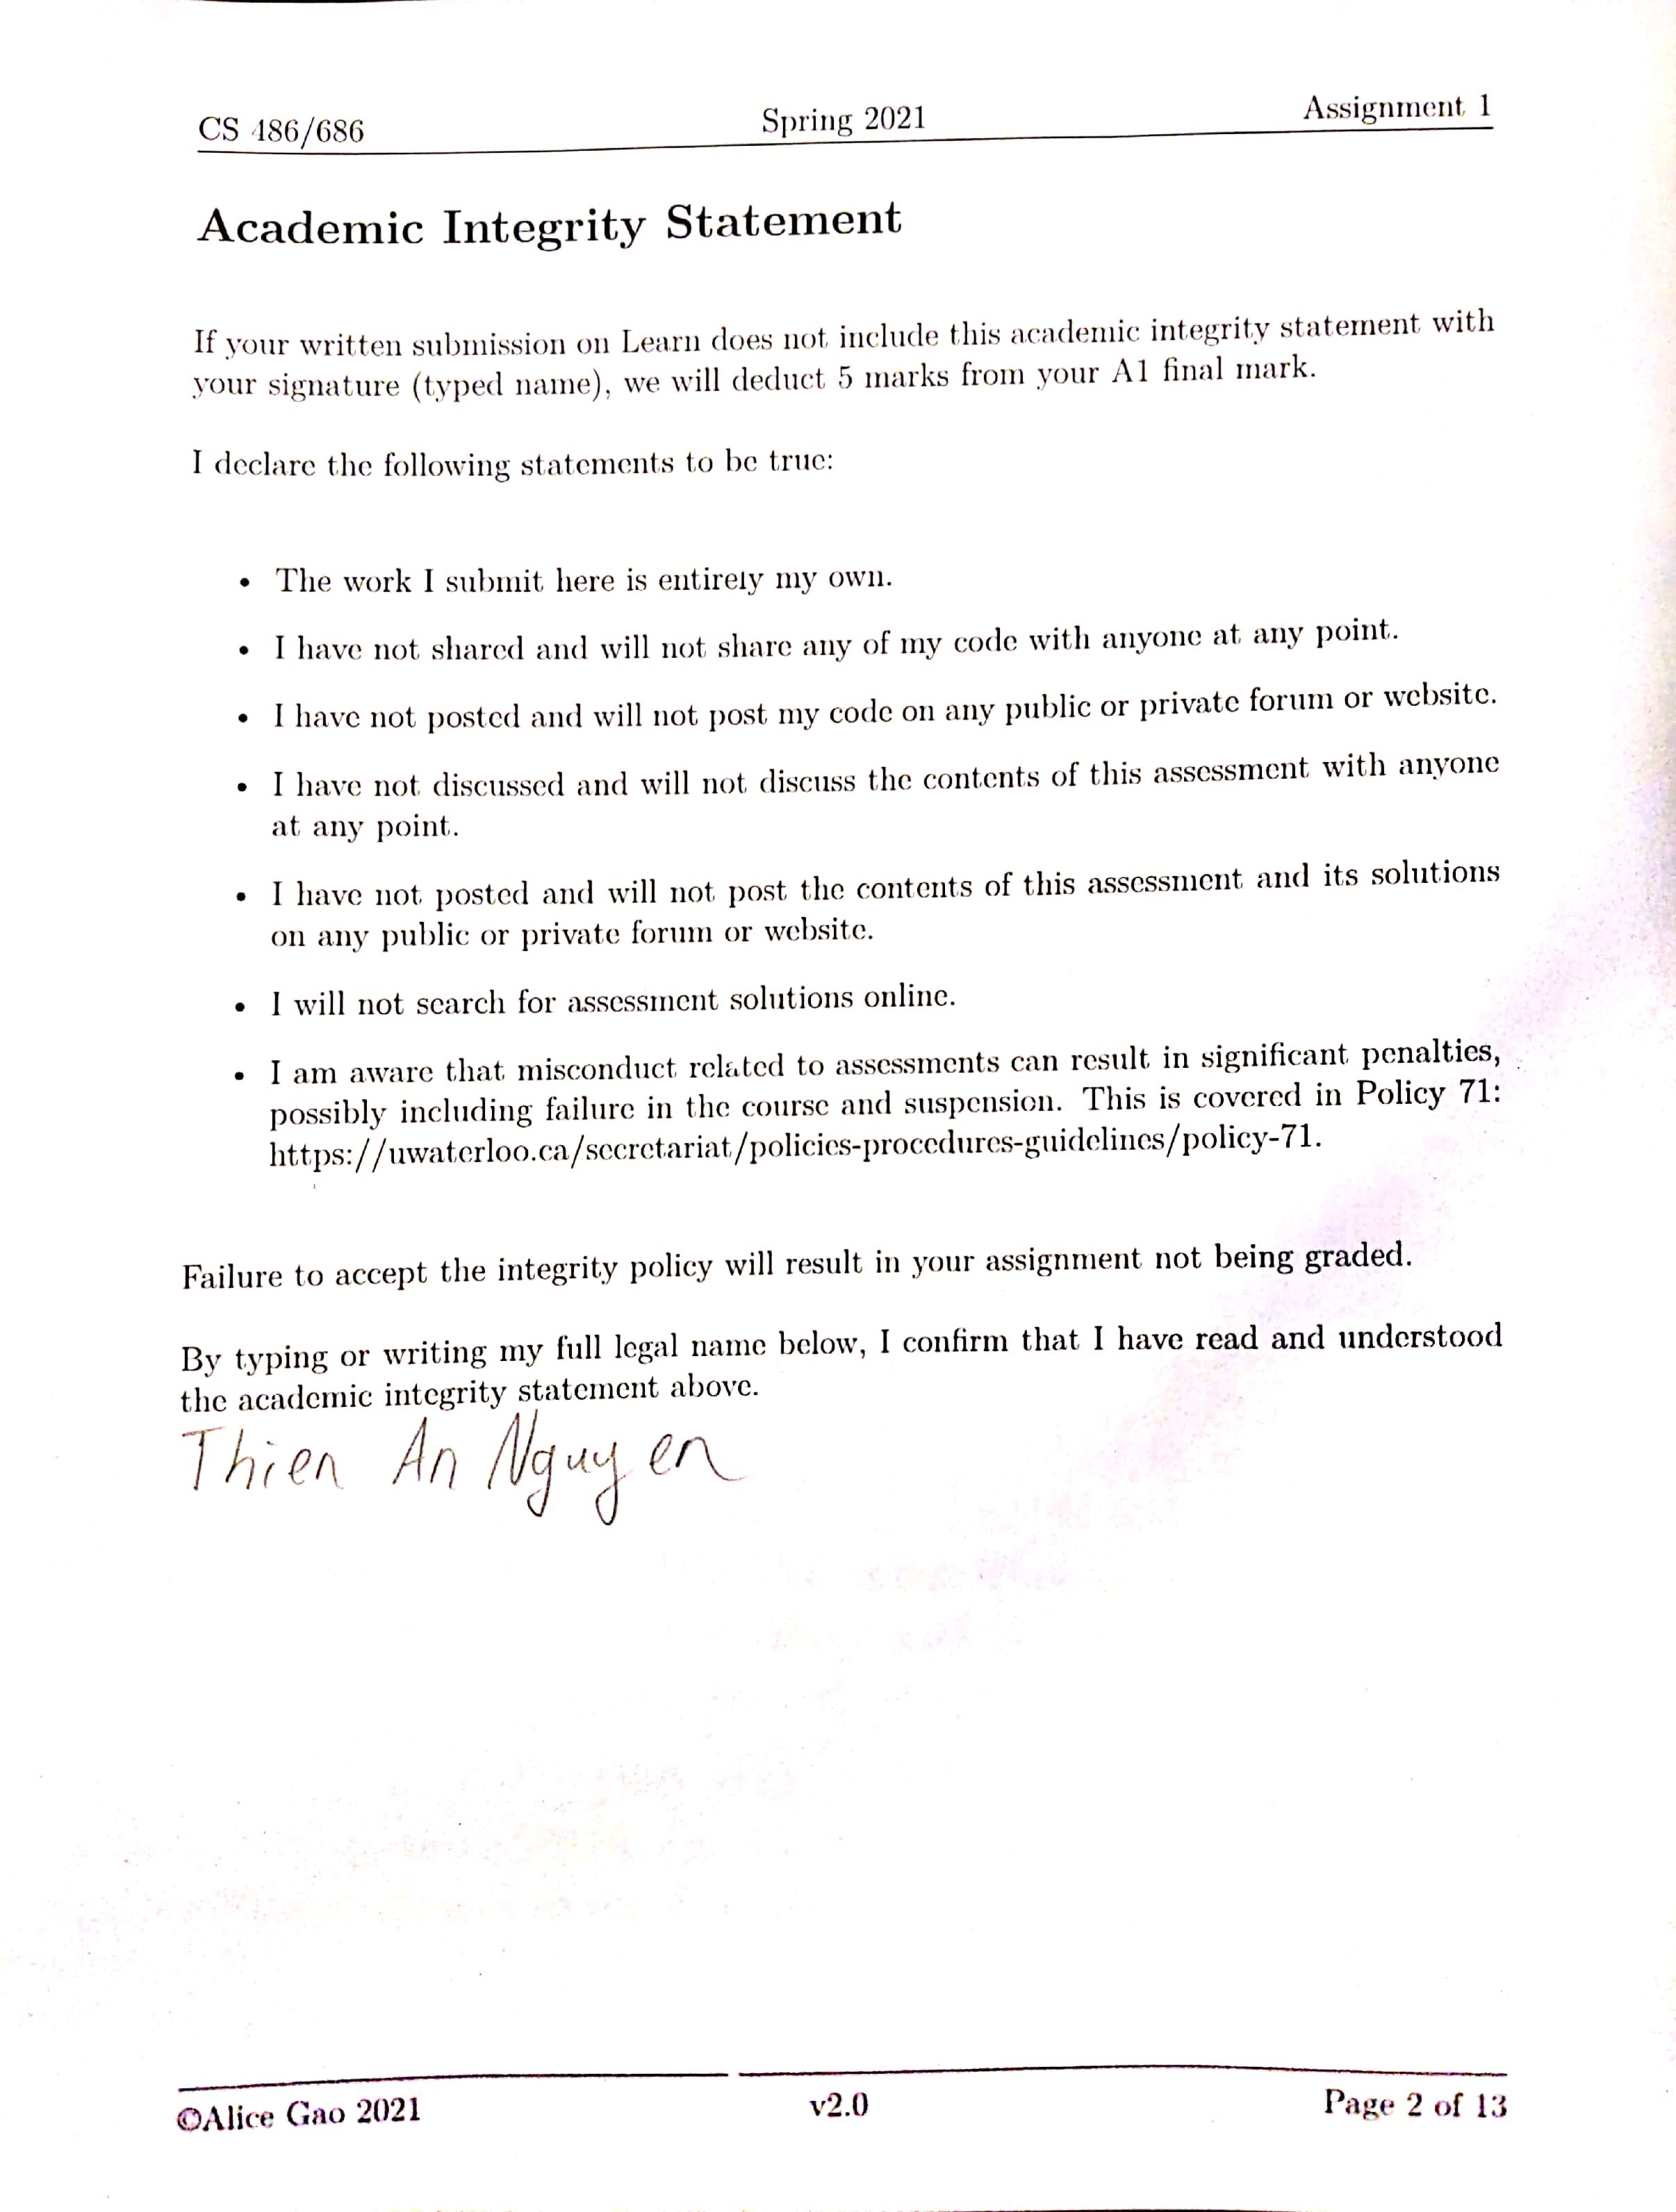 CS 486/686 Spring 2021 Assignment 1
Academic Integrity Statement
If your written submission on Learn does not include this academic integrity statement with
your signature (typed name), we will deduct 5 marks from your A1 final mark.
I declare the following statements to be true:
• The work I submit here is entirely my own.
• I have not shared and will not share any of my code with anyone at any point.
• I have not posted and will not post my code on any public or private forum or website.
• I have not discussed and will not discuss the contents of this assessment with anyone
at any point.
• I have not posted and will not post the contents of this assessment and its solutions
on any public or private forum or website.
• I will not search for assessment solutions online.
• I am aware that misconduct related to assessments can result in significant penalties,
possibly including failure in the course and suspension. This is covered in Policy 71:
https://uwaterloo.ca/secretariat/policies-procedures-guidelines/policy-71.
Failure to accept the integrity policy will result in your assignment not being graded.
By typing or writing my full legal name below, I confirm that I have read and understood
the academic integrity statement above.
Thien An Nguyen
©Alice Gao 2021 v2.0 Page 2 of 13